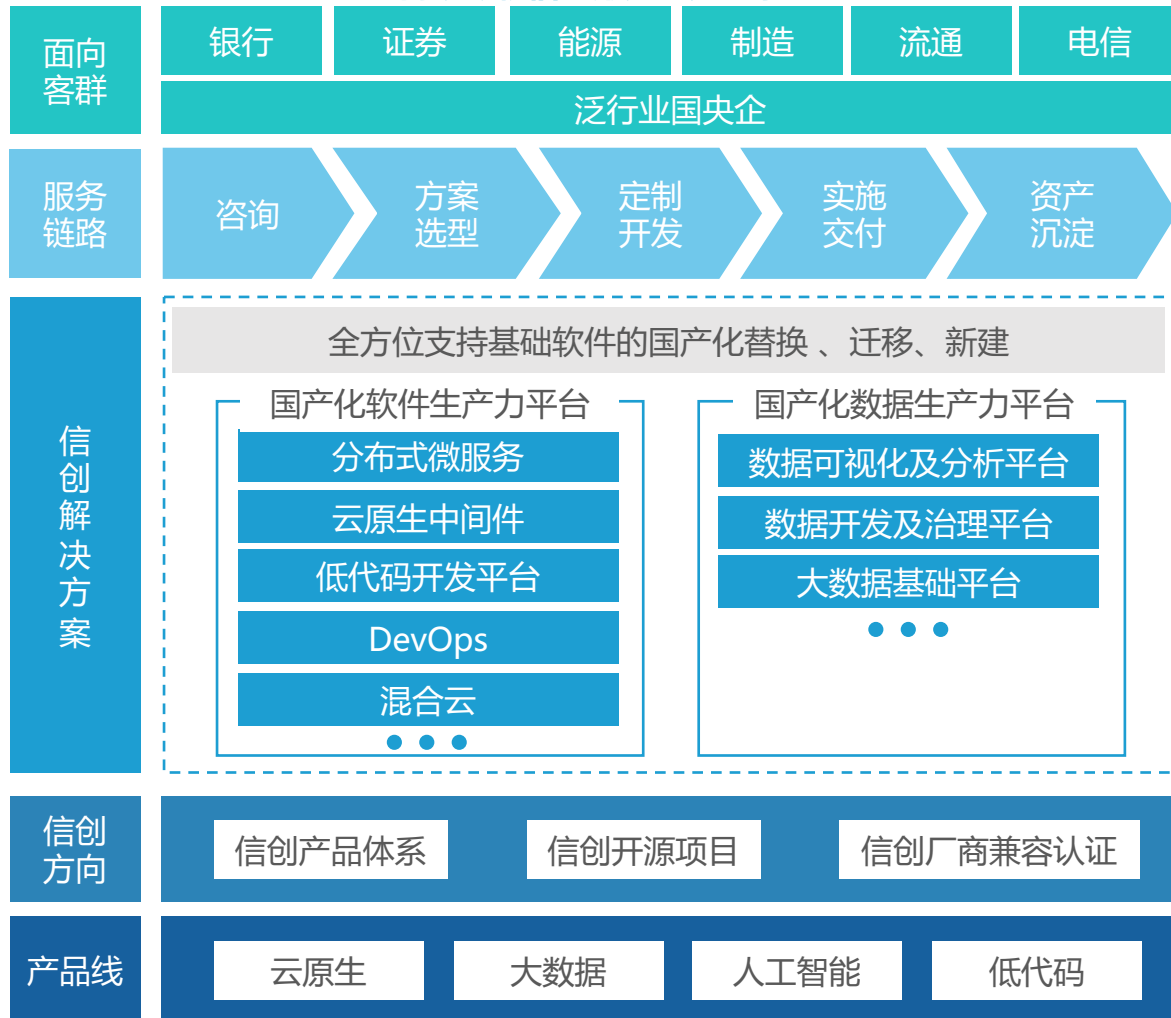 面向
客群
银行
证券
能源
制造
流通
电信
泛行业国央企
服务
链路
咨询
方案
选型
定制
开发
实施
交付
资产
沉淀
信创解决方案
全方位支持基础软件的国产化替换 、迁移、新建
国产化软件生产力平台
分布式微服务
云原生中间件
低代码开发平台
DevOps
混合云
国产化数据生产力平台
数据可视化及分析平台
数据开发及治理平台
大数据基础平台
信创
方向
信创产品体系
信创开源项目
信创厂商兼容认证
产品线
云原生
大数据
人工智能
低代码